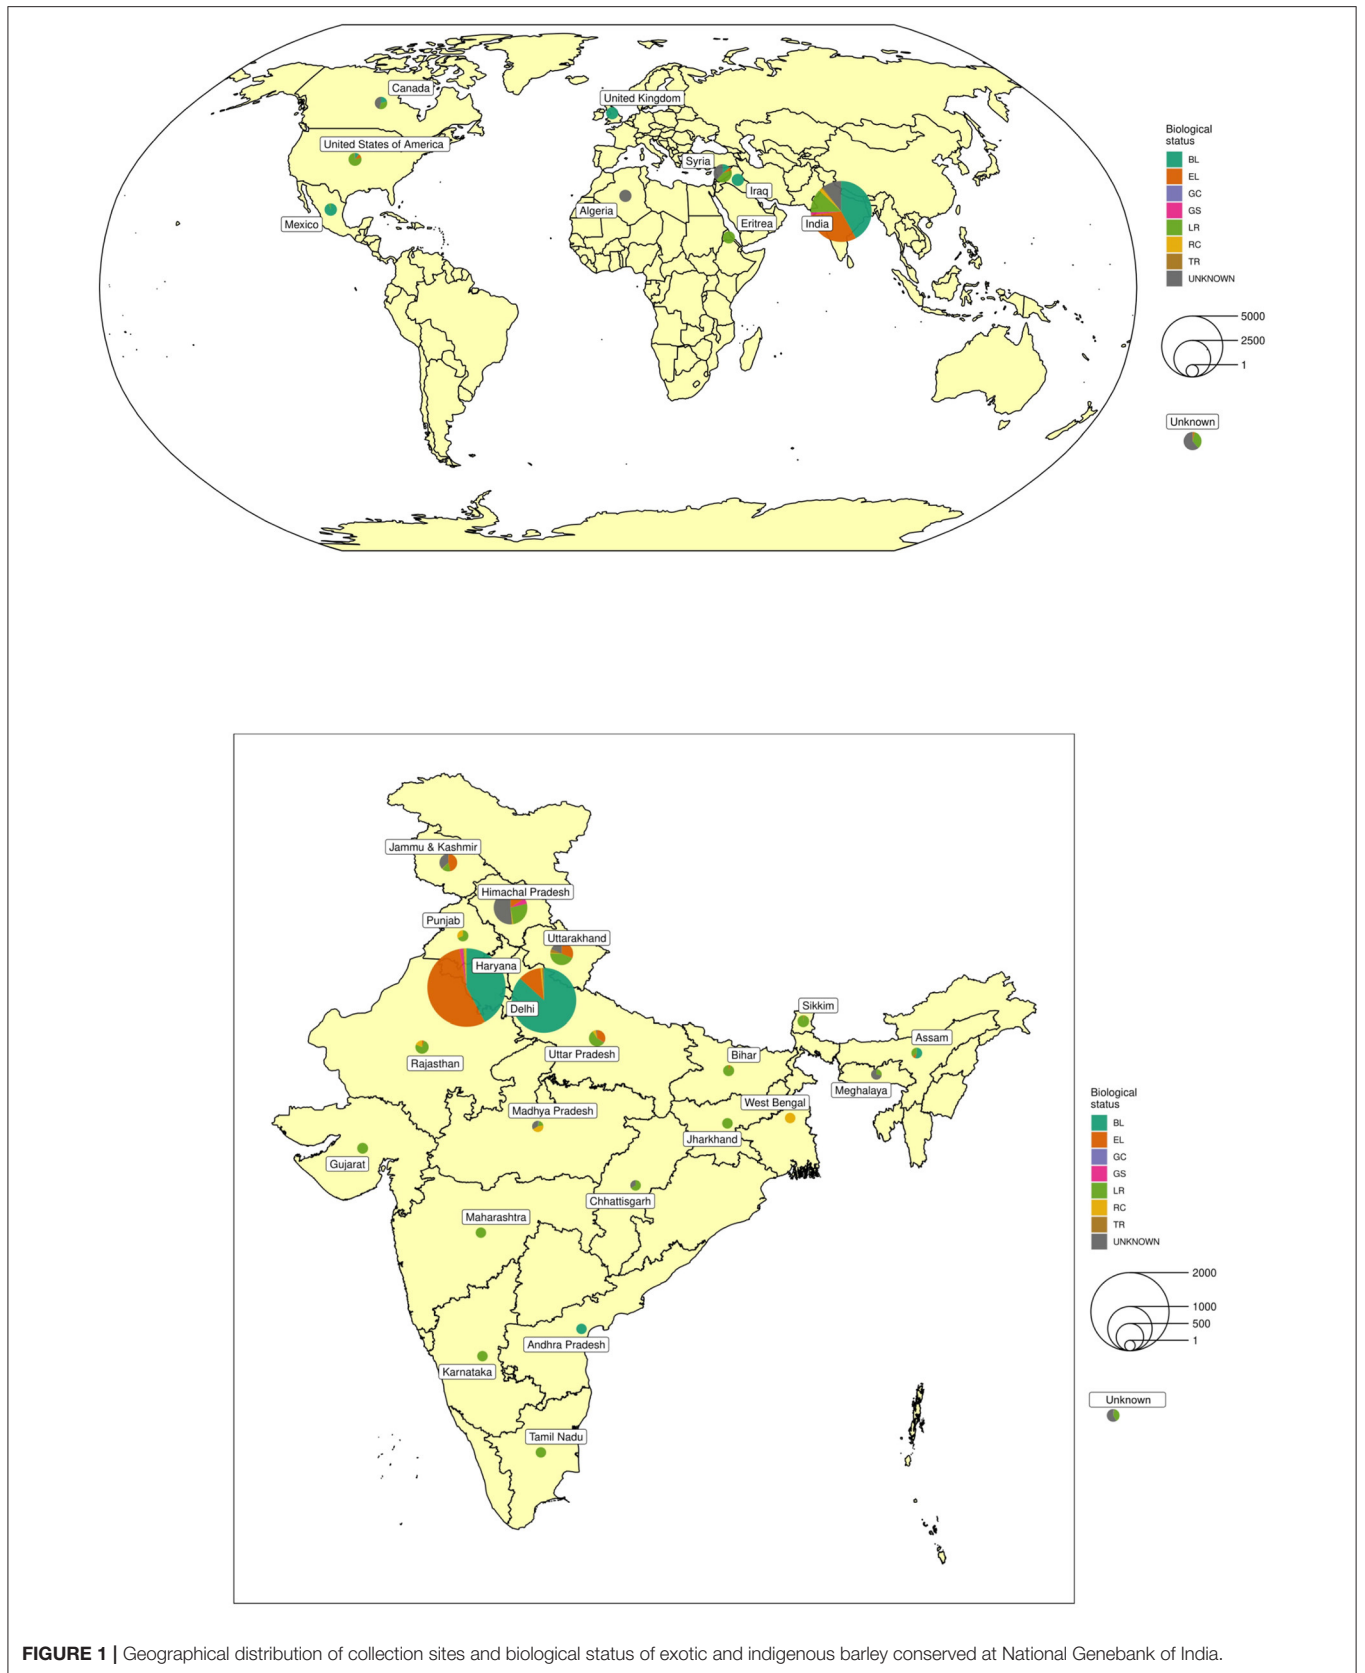 Canada
United Kingdom
United States of America
Syria
Iraq
Algeria
Mexico
Eritrea
India
Biological
status
BL
EL
GC
GS
LR
RC
TR
UNKNOWN
5000
2500
1
Unknown
Jammu & Kashmir
Himachal Pradesh
Punjab
Uttarakhand
Haryana
Delhi
Sikkim
Rajasthan
Uttar Pradesh
Bihar
Assam
Meghalaya
Madhya Pradesh
West Bengal
Jharkhand
Gujarat
Chhattisgarh
Maharashtra
Andhra Pradesh
Karnataka
Tamil Nadu
Biological
status
BL
EL
GC
GS
LR
RC
TR
UNKNOWN
2000
1000
500
1
Unknown
FIGURE 1 | Geographical distribution of collection sites and biological status of exotic and indigenous barley conserved at National Genebank of India.